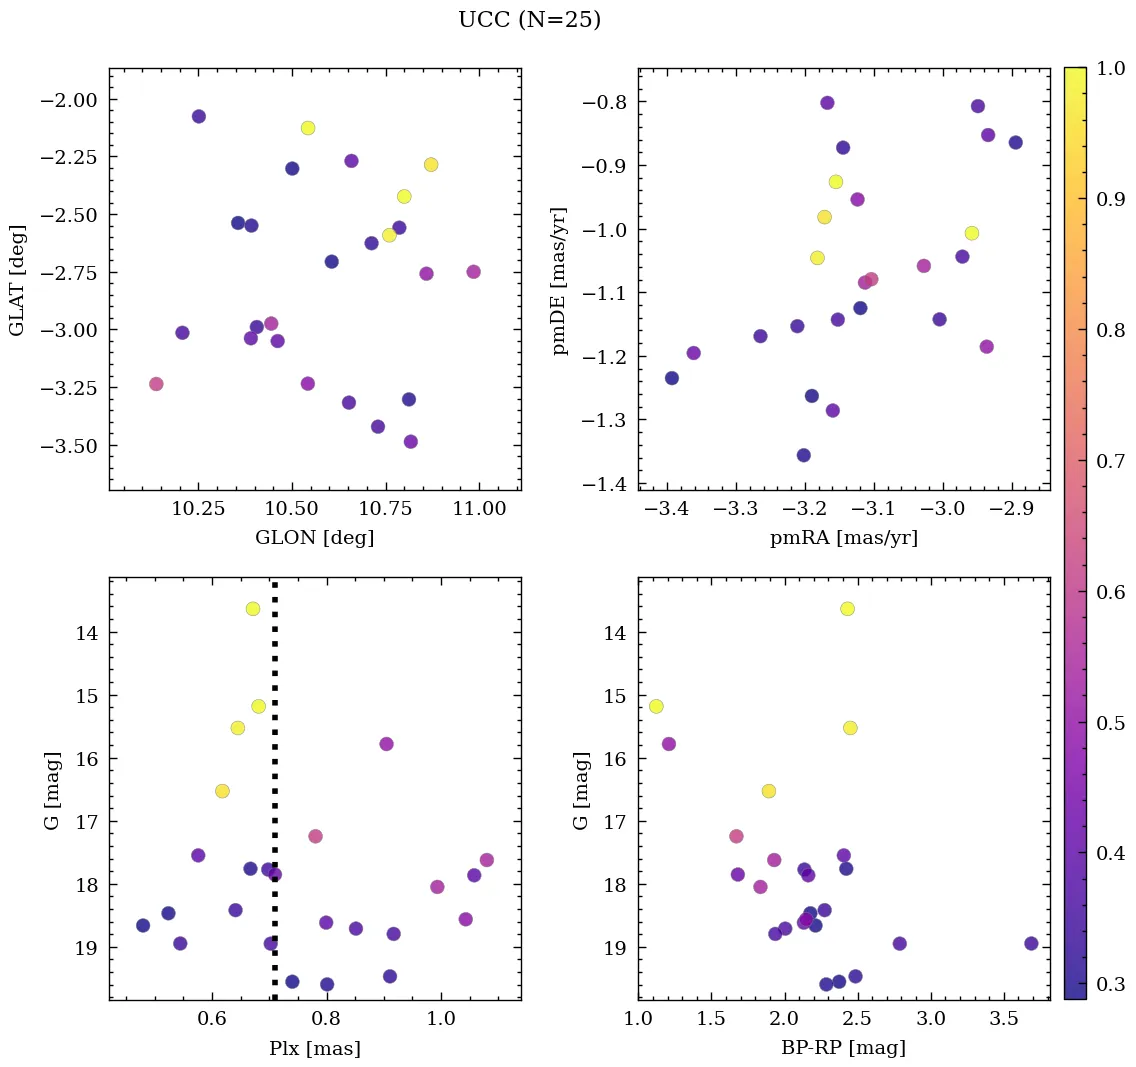 UCC (N=25)
−2.00
−2.25
−2.50
−2.75
−3.00
−3.25
−3.50
GLAT [deg]
10.25 10.50 10.75 11.00
GLON [deg]
−0.8
−0.9
−1.0
−1.1
−1.2
−1.3
−1.4
pmDE [mas/yr]
−3.4 −3.3 −3.2 −3.1 −3.0 −2.9
pmRA [mas/yr]
1.0
0.9
0.8
0.7
0.6
0.5
0.4
0.3
14
15
16
17
18
19
G [mag]
0.6 0.8 1.0
Plx [mas]
14
15
16
17
18
19
G [mag]
1.0 1.5 2.0 2.5 3.0 3.5
BP-RP [mag]